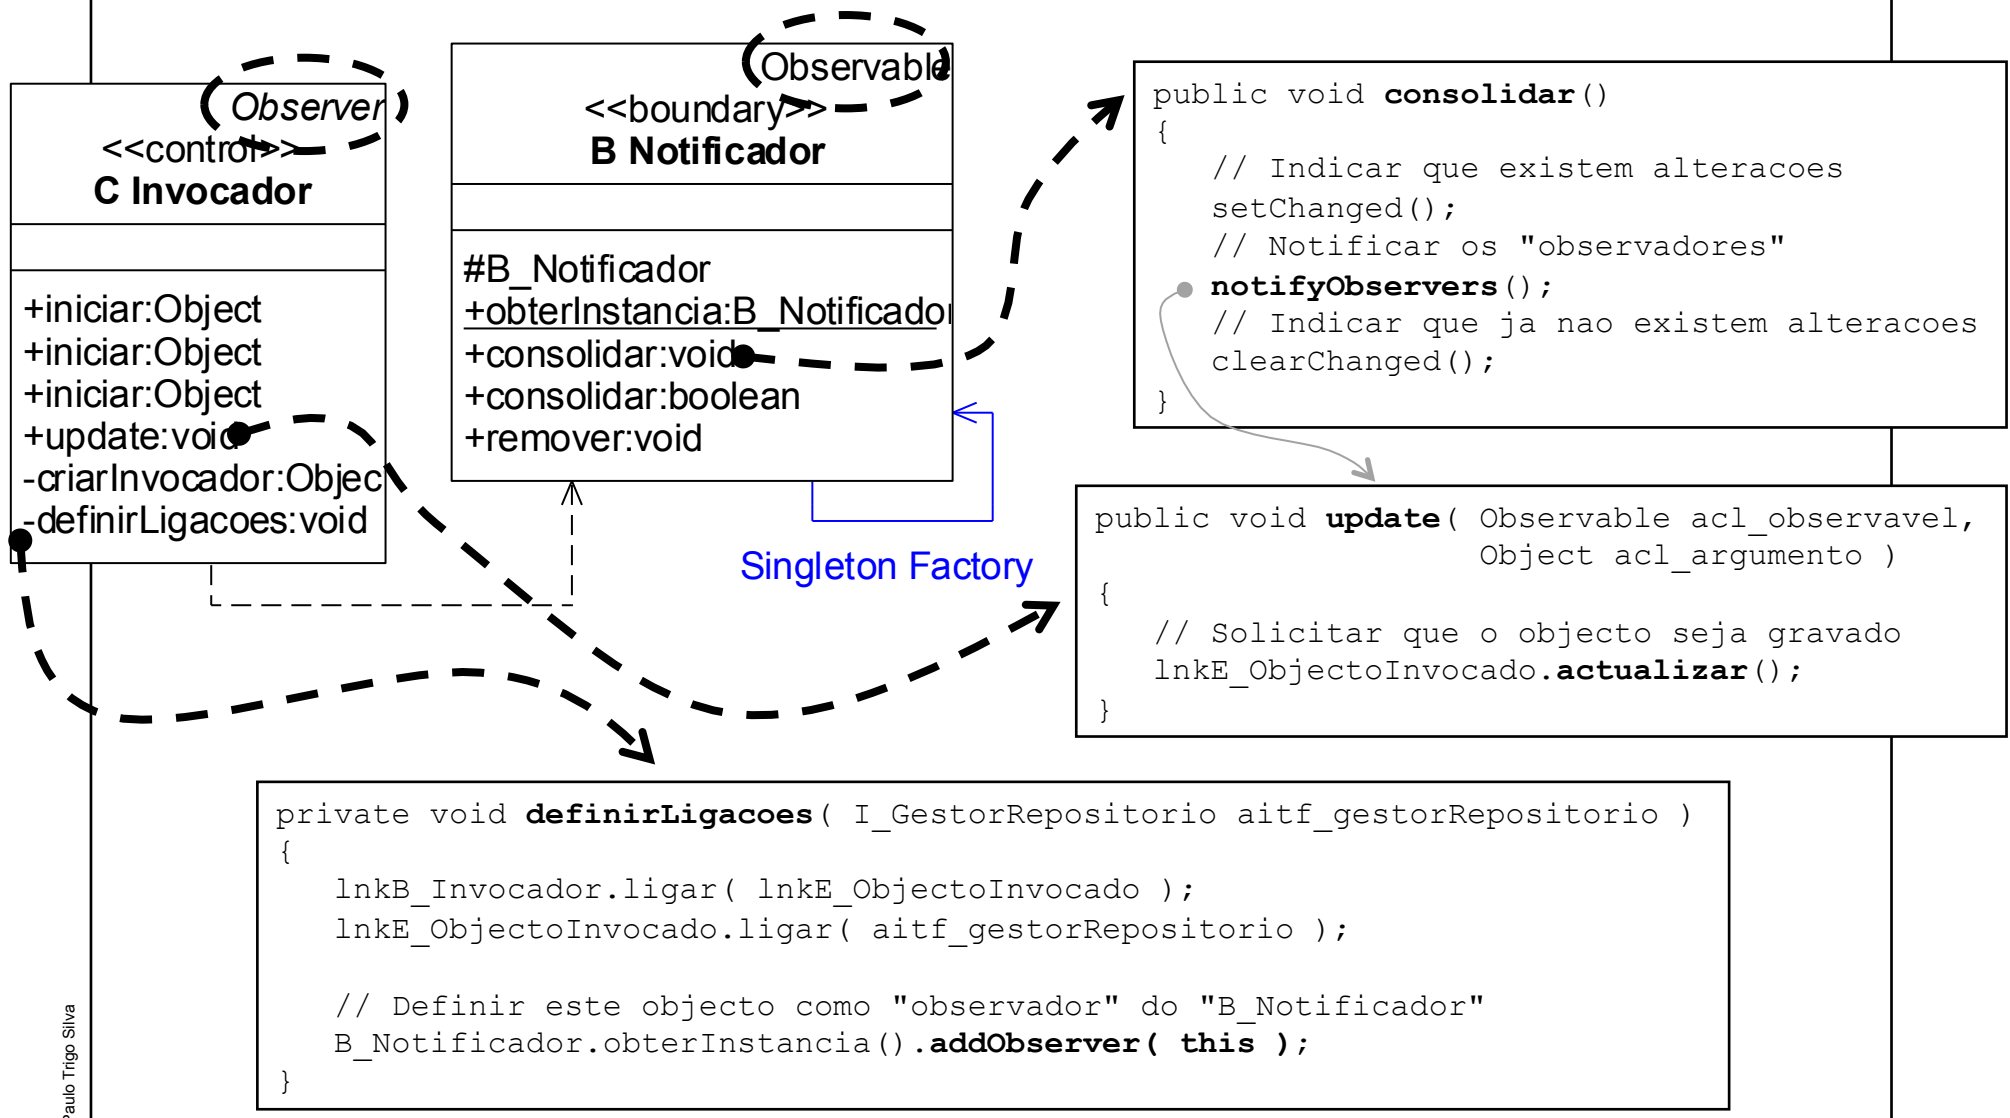 Observer
<<control>>
C Invocador
+iniciar:Object
+iniciar:Object
+iniciar:Object
+update:void
-criarInvocador:Objec
-definirLigacoes:void
Observable
<<boundary>>
B Notificador
#B_Notificador
+obterInstancia:B_Notificador
+consolidar:void
+consolidar:boolean
+remover:void
Singleton Factory
public void consolidar()
{
// Indicar que existem alteracoes
setChanged();
// Notificar os "observadores"
notifyObservers();
// Indicar que ja nao existem alteracoes
clearChanged();
}
public void update( Observable acl_observavel,
Object acl_argumento )
{
// Solicitar que o objecto seja gravado
lnkE_ObjectoInvocado.actualizar();
}
private void definirLigacoes( I_GestorRepositorio aitf_gestorRepositorio )
{
lnkB_Invocador.ligar( lnkE_ObjectoInvocado );
lnkE_ObjectoInvocado.ligar( aitf_gestorRepositorio );
// Definir este objecto como "observador" do "B_Notificador"
B_Notificador.obterInstancia().addObserver( this );
}
Paulo Trigo Silva